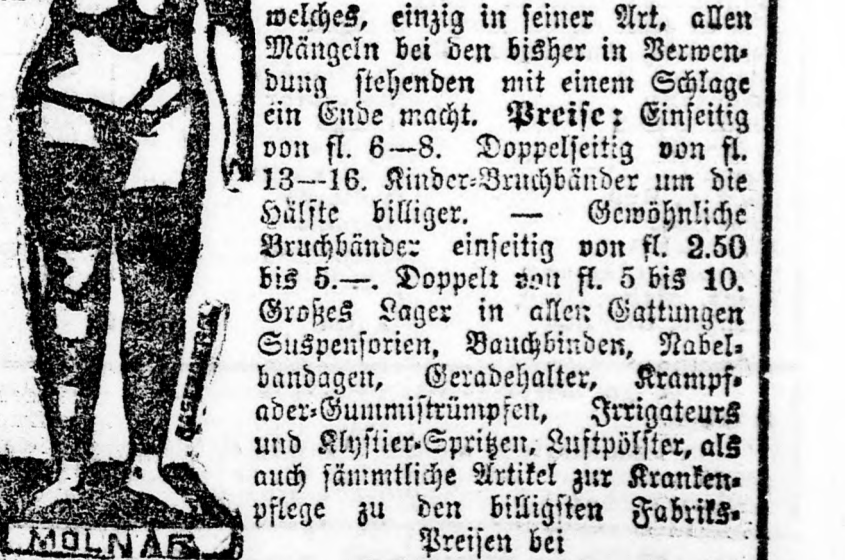 welches, einzig in seiner Art, allen
Mängeln bei den bisher in Verwen-
dung stehenden mit einem Schlage
ein Ende macht. Preise: Einseitig
von fl. 6—8. Doppelseitig von fl.
13—16. Kinder-Bruchbänder um die
Hälfte billiger. — Gewöhnliche
Bruchbänder einseitig von fl. 2.50
bis 5.—. Doppelt von fl. 5 bis 10.
Großes Lager in allen Gattungen
Suspensorien, Bauchbinden, Nabel-
bandagen, Geradehalter, Krampf-
ader-Gummistrümpfen, Irrigateurs
und Klystier-Spritzen, Luftpölster, als
auch sämmtliche Artikel zur Kranken-
pflege zu den billigsten Fabriks-
Preisen bei
MOLNAR